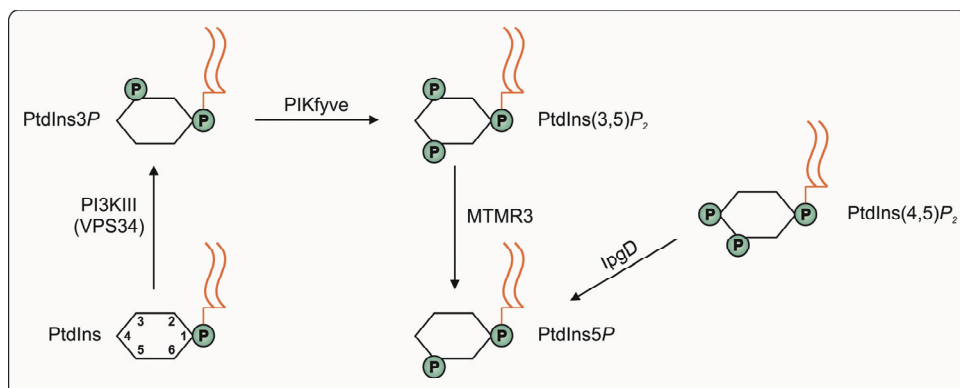 P
PtdIns3P
P
PIKfyve
P
P
P
PtdIns(3,5)P₂
PI3KIII
(VPS34)
MTMR3
P
P
P
PtdIns(4,5)P₂
IpgD
PtdIns
3 2
4 1
5 6
P
P
P
PtdIns5P